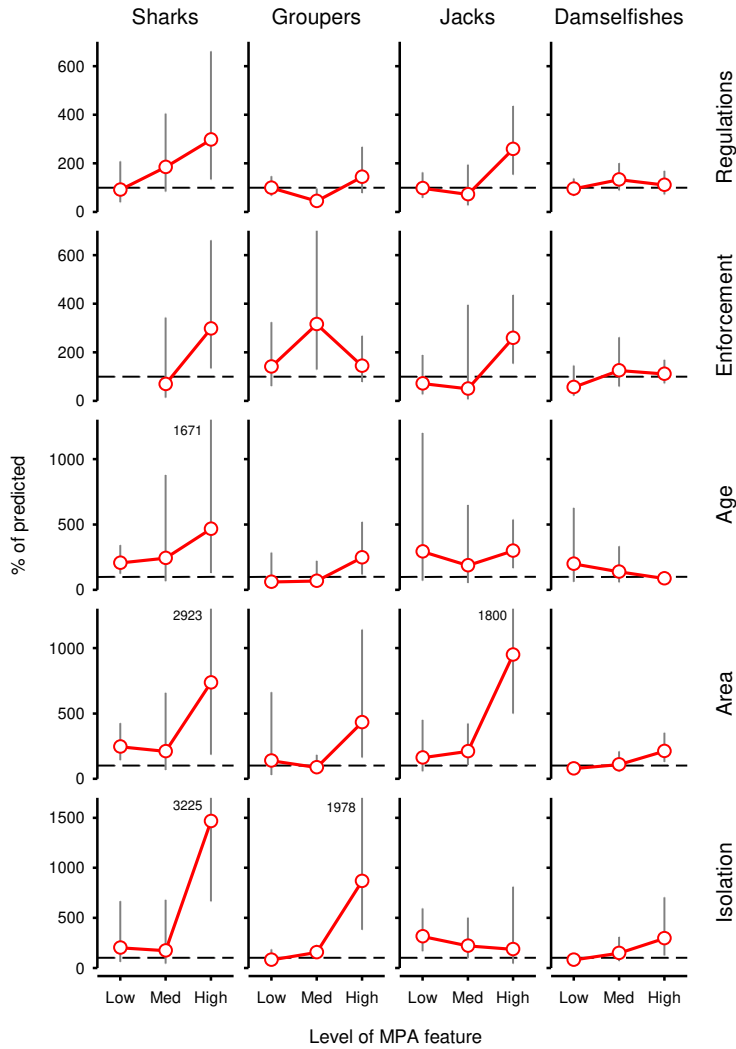 Sharks Groupers Jacks Damselfishes
600
400
200
0
Regulations
600
400
200
0
Enforcement
1671
1000
500
0
Age
% of predicted
2923 1800
1000
500
0
Area
3225 1978
1500
1000
500
0
Isolation
Low Med High Low Med High Low Med High Low Med High
Level of MPA feature